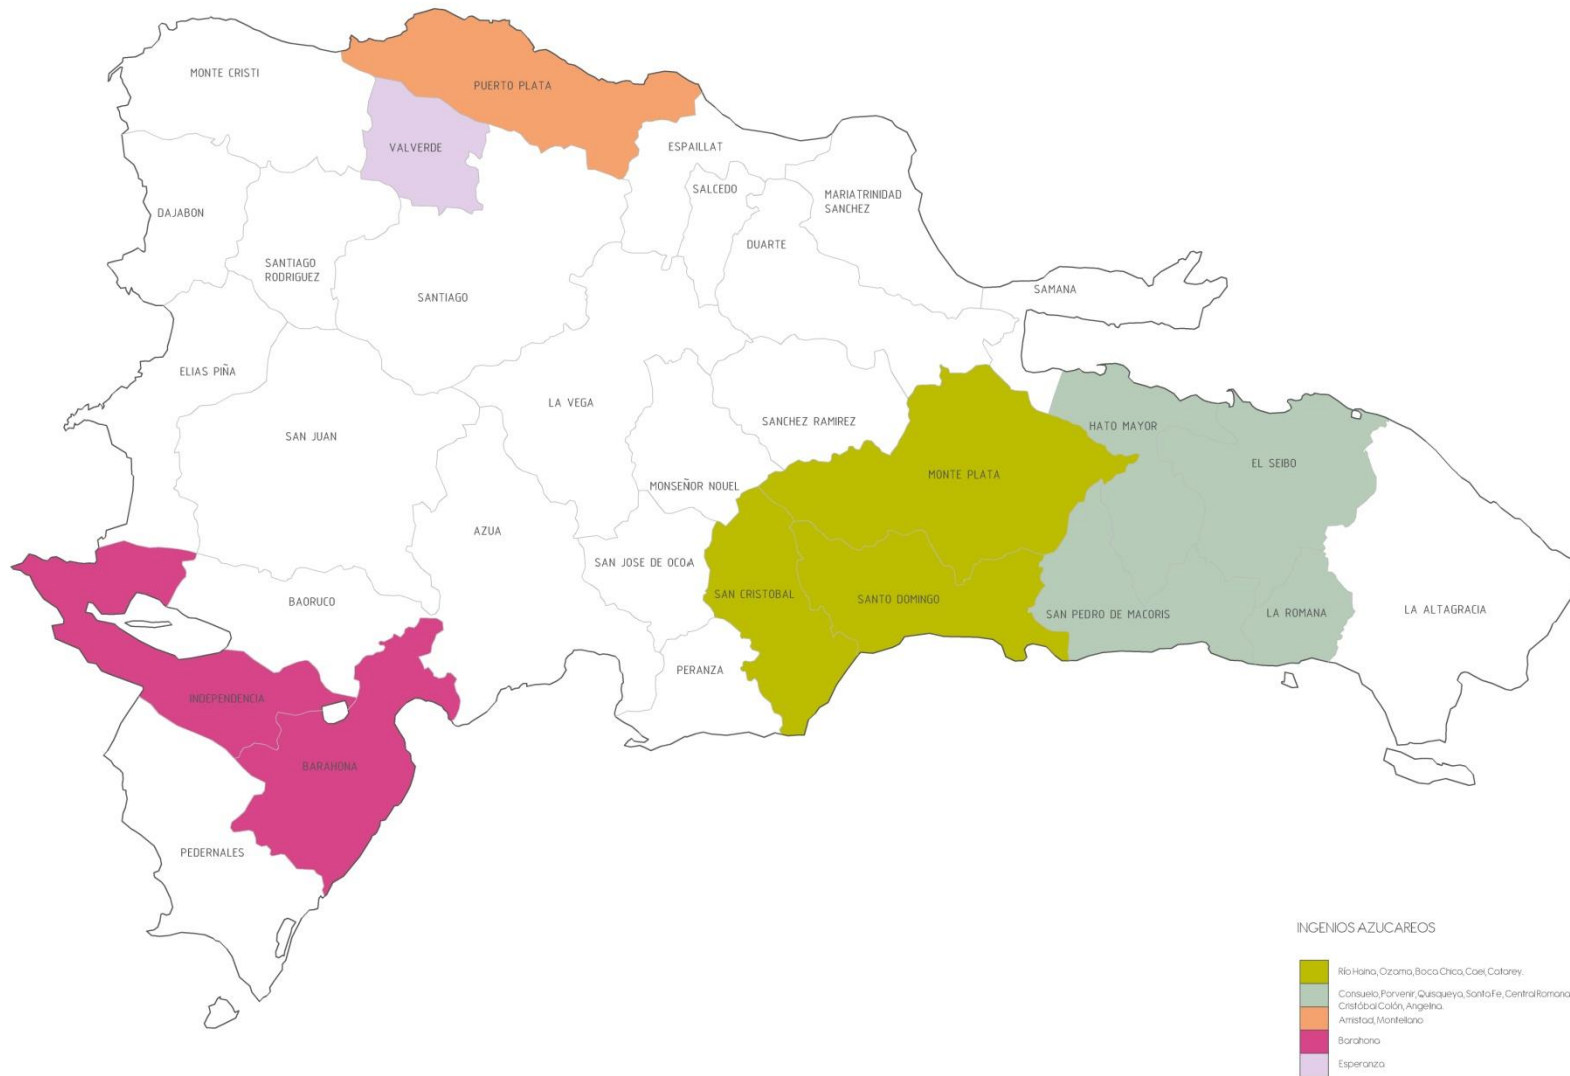 MONTE CRISTI
PUERTO PLATA
VALVERDE
ESPAILLAT
SALCEDO
MARIATRINIDAD
SANCHEZ
DAJABON
DUARTE
SANTIAGO
RODRIGUEZ
SANTIAGO
SAMANA
ELIAS PIÑA
LA VEGA
SANCHEZ RAMIREZ
HATO MAYOR
SAN JUAN
EL SEIBO
MONTE PLATA
MONSEÑOR NOUEL
AZUA
SAN JOSE DE OCOA
SAN CRISTOBAL
SANTO DOMINGO
BAORUCO
SAN PEDRO DE MACORIS
LA ROMANA
LA ALTAGRACIA
PERANZA
INDEPENDENCIA
BARAHONA
PEDERNALES
INGENIOS AZUCAREOS
Río Haina, Ozama, Boca Chica, Caei, Catarey.
Consuelo, Porvenir, Quisqueya, Santa Fe, Central Romana
Cristóbal Colón, Angelina.
Amistad, Montellano
Barahona
Esperanza